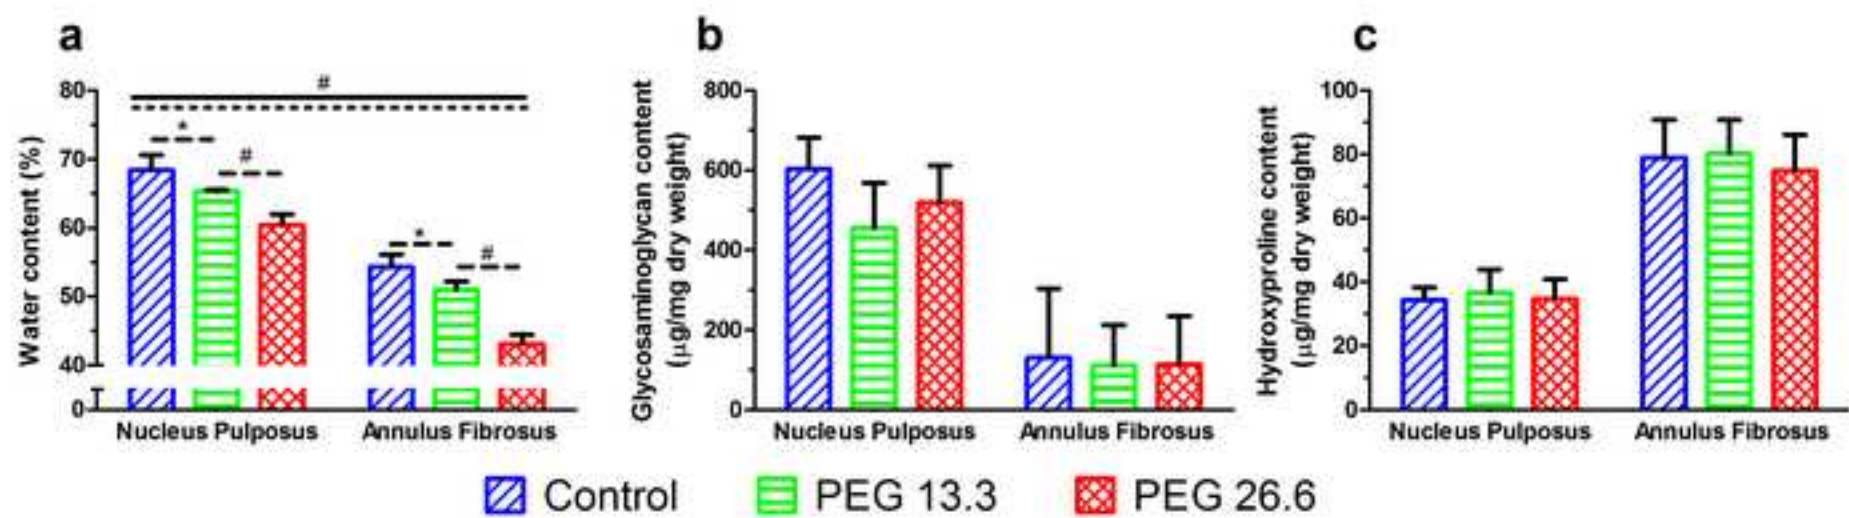 a
Water content (%)
80
70
60
50
40
0
#
*
#
*
#
Nucleus Pulposus
Annulus Fibrosus
b
Glycosaminoglycan content
(μg/mg dry weight)
800
600
400
200
0
Nucleus Pulposus
Annulus Fibrosus
c
Hydroxyproline content
(μg/mg dry weight)
100
80
60
40
20
0
Nucleus Pulposus
Annulus Fibrosus
Control
PEG 13.3
PEG 26.6